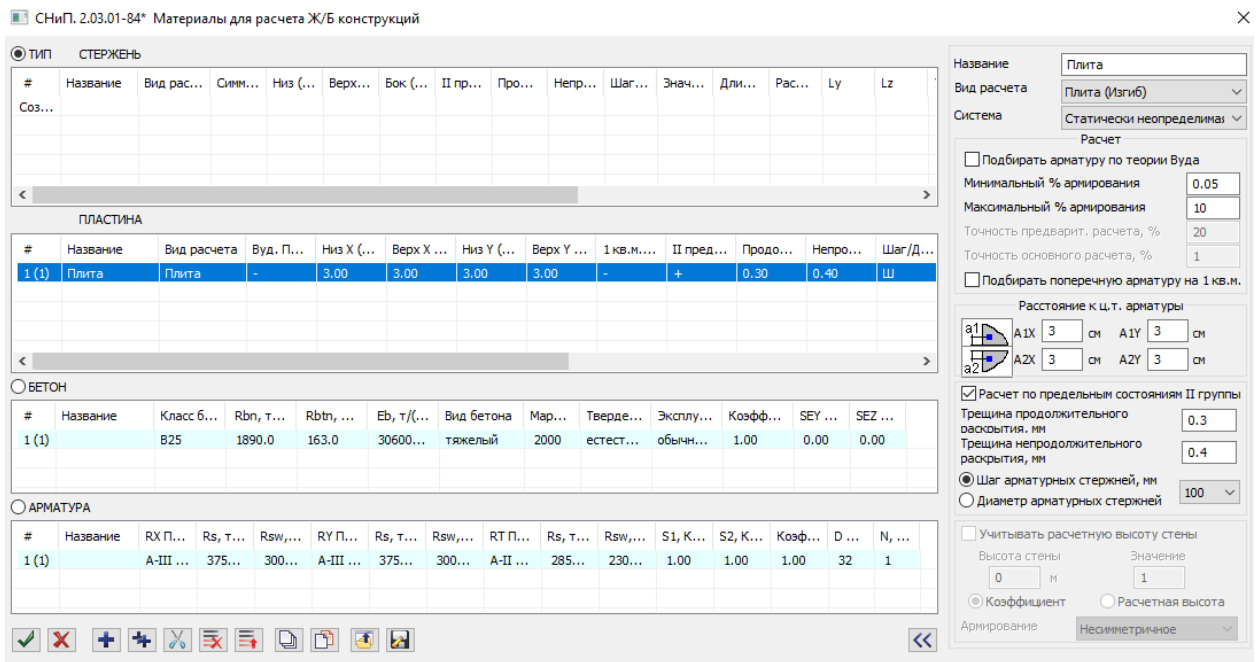 СНиП. 2.03.01-84* Материалы для расчета Ж/Б конструкций
ТИП СТЕРЖЕНЬ
# Название Вид рас... Симм... Низ (... Верх... Бок (... II пр... Про... Непр... Шаг... Знач... Дли... Рас... Ly Lz
Соз...
ПЛАСТИНА
# Название Вид расчета Вуд. П... Низ X (... Верх X ... Низ Y (... Верх Y ... 1 кв.м.... II пред... Продо... Непро... Шаг/Д...
1 (1) Плита Плита - 3.00 3.00 3.00 3.00 - + 0.30 0.40 Ш
БЕТОН
# Название Класс б... Rbn, т... Rbtn, ... Eb, т/(... Вид бетона Мар... Тверде... Эксплу... Коэфф... SEY ... SEZ ...
1 (1) B25 1890.0 163.0 30600... тяжелый 2000 естест... обычн... 1.00 0.00 0.00
АРМАТУРА
# Название RX П... Rs, т... Rsw,... RY П... Rs, т... Rsw,... RT П... Rs, т... Rsw,... S1, К... S2, К... Коэф... D ... N, ...
1 (1) A-III ... 375... 300... A-III ... 375... 300... A-II ... 285... 230... 1.00 1.00 1.00 32 1
Название Плита
Вид расчета Плита (Изгиб)
Система Статически неопределимая
Расчет
Подбирать арматуру по теории Вуда
Минимальный % армирования 0.05
Максимальный % армирования 10
Точность предварит. расчета, % 20
Точность основного расчета, % 1
Подбирать поперечную арматуру на 1 кв.м.
Расстояние к ц.т. арматуры
a1 A1X 3 см A1Y 3 см
a2 A2X 3 см A2Y 3 см
Расчет по предельным состояниям II группы
Трещина продолжительного
раскрытия, мм 0.3
Трещина непродолжительного
раскрытия, мм 0.4
Шаг арматурных стержней, мм
Диаметр арматурных стержней 100
Учитывать расчетную высоту стены
Высота стены Значение
0 м 1
Коэффициент Расчетная высота
Армирование Несимметричное